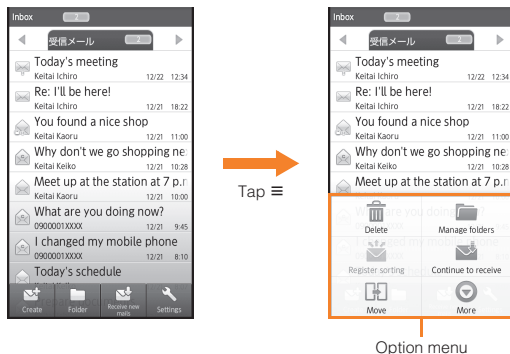 Inbox 2
受信メール 2
Today's meeting
Keitai Ichiro 12/22 12:34
Re: I'll be here!
Keitai Ichiro 12/21 18:22
You found a nice shop
Keitai Kaoru 12/21 11:00
Why don't we go shopping ne
Keitai Keiko 12/21 10:28
Meet up at the station at 7 p.r
Keitai Kaoru 12/21 10:00
What are you doing now?
0900001XXXX 12/21 9:45
I changed my mobile phone
0900001XXXX 12/21 8:10
Today's schedule
Create Folder Receive new mails Settings
Tap ≡
Inbox 2
受信メール 2
Today's meeting
Keitai Ichiro 12/22 12:34
Re: I'll be here!
Keitai Ichiro 12/21 18:22
You found a nice shop
Keitai Kaoru 12/21 11:00
Why don't we go shopping ne
Keitai Keiko 12/21 10:28
Meet up at the station at 7 p.r
Delete Manage folders
Register sorting Continue to receive
Move More
Option menu